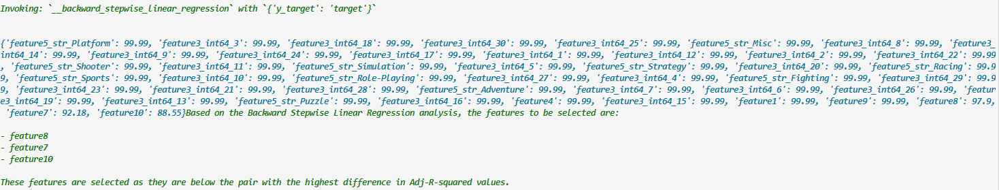 Invoking: `__backward_stepwise_linear_regression` with `{'y_target': 'target'}`
{'feature5_str_Platform': 99.99, 'feature3_int64_3': 99.99, 'feature3_int64_18': 99.99, 'feature3_int64_30': 99.99, 'feature3_int64_25': 99.99, 'feature5_str_Misc': 99.99, 'feature3_int64_8': 99.99, 'feature3_
int64_14': 99.99, 'feature3_int64_9': 99.99, 'feature3_int64_24': 99.99, 'feature3_int64_17': 99.99, 'feature3_int64_1': 99.99, 'feature3_int64_12': 99.99, 'feature3_int64_2': 99.99, 'feature3_int64_22': 99.99
, 'feature5_str_Shooter': 99.99, 'feature3_int64_11': 99.99, 'feature5_str_Simulation': 99.99, 'feature3_int64_5': 99.99, 'feature5_str_Strategy': 99.99, 'feature3_int64_20': 99.99, 'feature5_str_Racing': 99.9
9, 'feature5_str_Sports': 99.99, 'feature3_int64_10': 99.99, 'feature5_str_Role-Playing': 99.99, 'feature3_int64_27': 99.99, 'feature3_int64_4': 99.99, 'feature5_str_Fighting': 99.99, 'feature3_int64_29': 99.9
9, 'feature3_int64_23': 99.99, 'feature3_int64_21': 99.99, 'feature3_int64_28': 99.99, 'feature5_str_Adventure': 99.99, 'feature3_int64_7': 99.99, 'feature3_int64_6': 99.99, 'feature3_int64_26': 99.99, 'featur
e3_int64_19': 99.99, 'feature3_int64_13': 99.99, 'feature5_str_Puzzle': 99.99, 'feature3_int64_16': 99.99, 'feature4': 99.99, 'feature3_int64_15': 99.99, 'feature1': 99.99, 'feature9': 99.99, 'feature8': 97.9,
'feature7': 92.18, 'feature10': 88.55}Based on the Backward Stepwise Linear Regression analysis, the features to be selected are:
- feature8
- feature7
- feature10
These features are selected as they are below the pair with the highest difference in Adj-R-squared values.